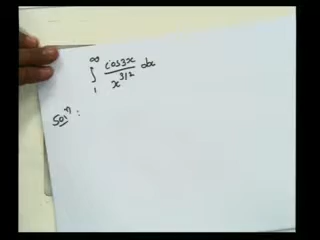 ∫₁^∞ cos3x / x^{3/2} dx
Solⁿ :